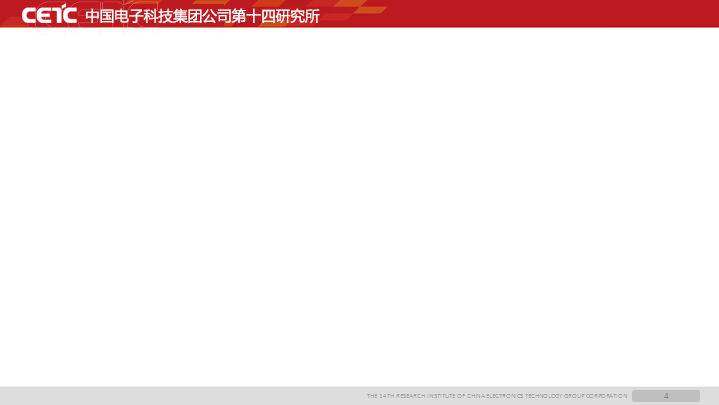 CETC 中国电子科技集团公司第十四研究所
THE 14TH RESEARCH INSTITUTE OF CHINA ELECTRONICS TECHNOLOGY GROUP CORPORATION
4